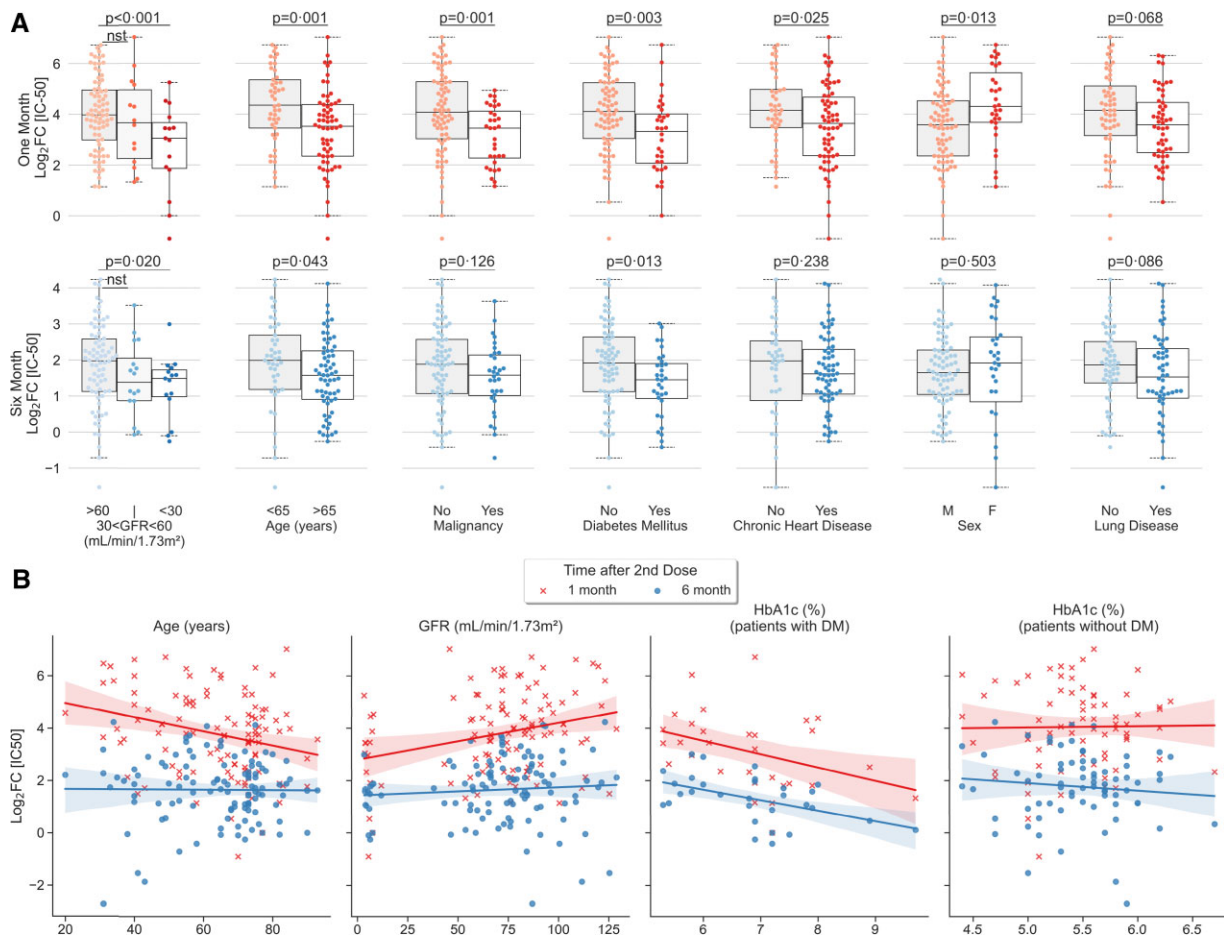 A
p<0·001 p=0·001 p=0·001 p=0·003 p=0·025 p=0·013 p=0·068
nst
One Month
Log₂FC [IC-50]
6
4
2
0
p=0·020 p=0·043 p=0·126 p=0·013 p=0·238 p=0·503 p=0·086
nst
Six Month
Log₂FC [IC-50]
4
3
2
1
0
−1
>60 | <30 <65 >65 No Yes No Yes No Yes M F No Yes
30<GFR<60 Age (years) Malignancy Diabetes Mellitus Chronic Heart Disease Sex Lung Disease
(mL/min/1.73m²)
B
Time after 2nd Dose
1 month 6 month
Age (years) GFR (mL/min/1.73m²) HbA1c (%) HbA1c (%)
(patients with DM) (patients without DM)
Log₂FC [IC50]
6
4
2
0
−2
20 40 60 80 0 25 50 75 100 125 6 7 8 9 4.5 5.0 5.5 6.0 6.5